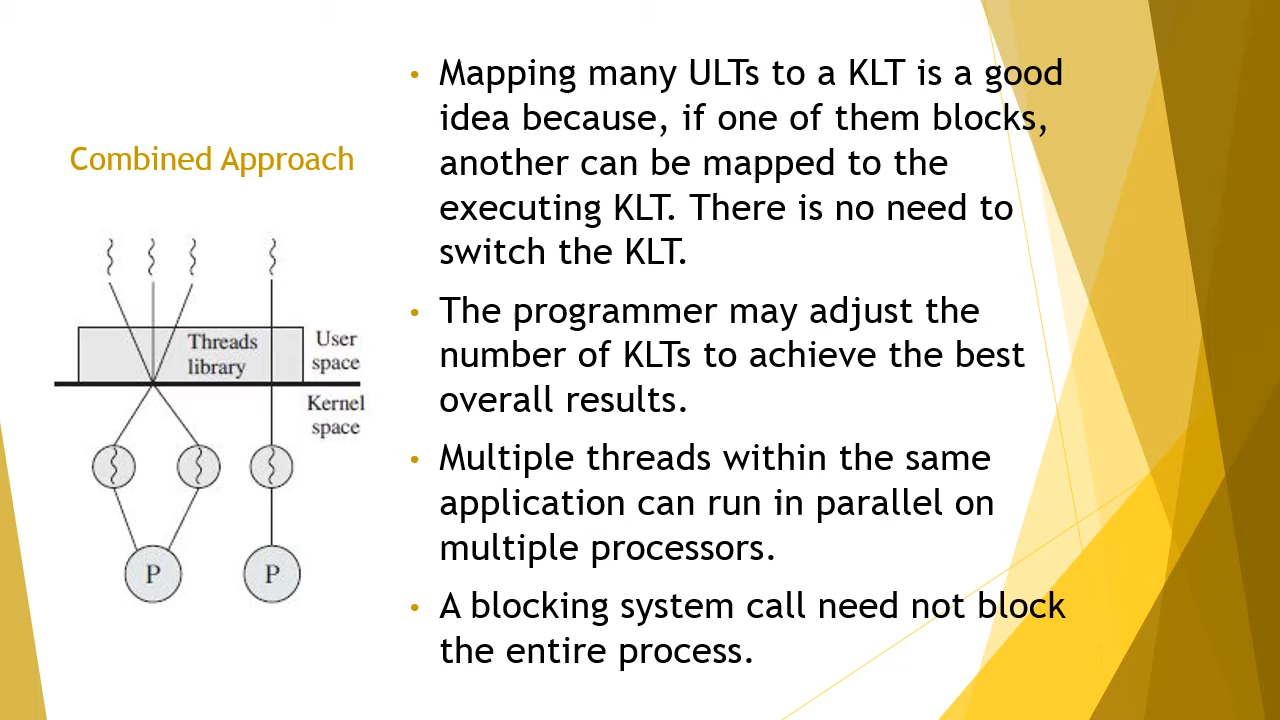 Combined Approach
• Mapping many ULTs to a KLT is a good
idea because, if one of them blocks,
another can be mapped to the
executing KLT. There is no need to
switch the KLT.
• The programmer may adjust the
number of KLTs to achieve the best
overall results.
• Multiple threads within the same
application can run in parallel on
multiple processors.
• A blocking system call need not block
the entire process.
Threads
library
User
space
Kernel
space
P
P